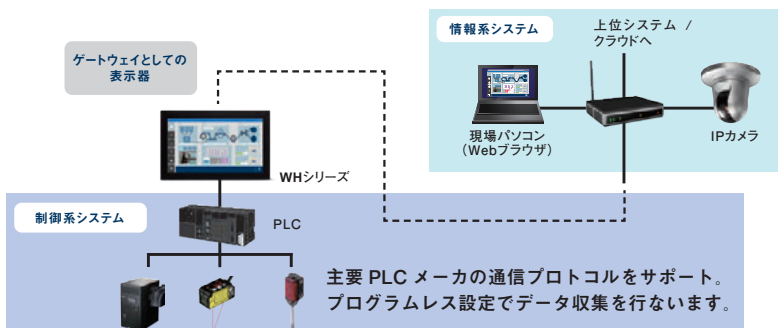 ゲートウェイとしての
表示器
WHシリーズ
情報系システム
上位システム /
クラウドへ
現場パソコン
(Webブラウザ)
IPカメラ
制御系システム
PLC
主要 PLC メーカの通信プロトコルをサポート。
プログラムレス設定でデータ収集を行ないます。